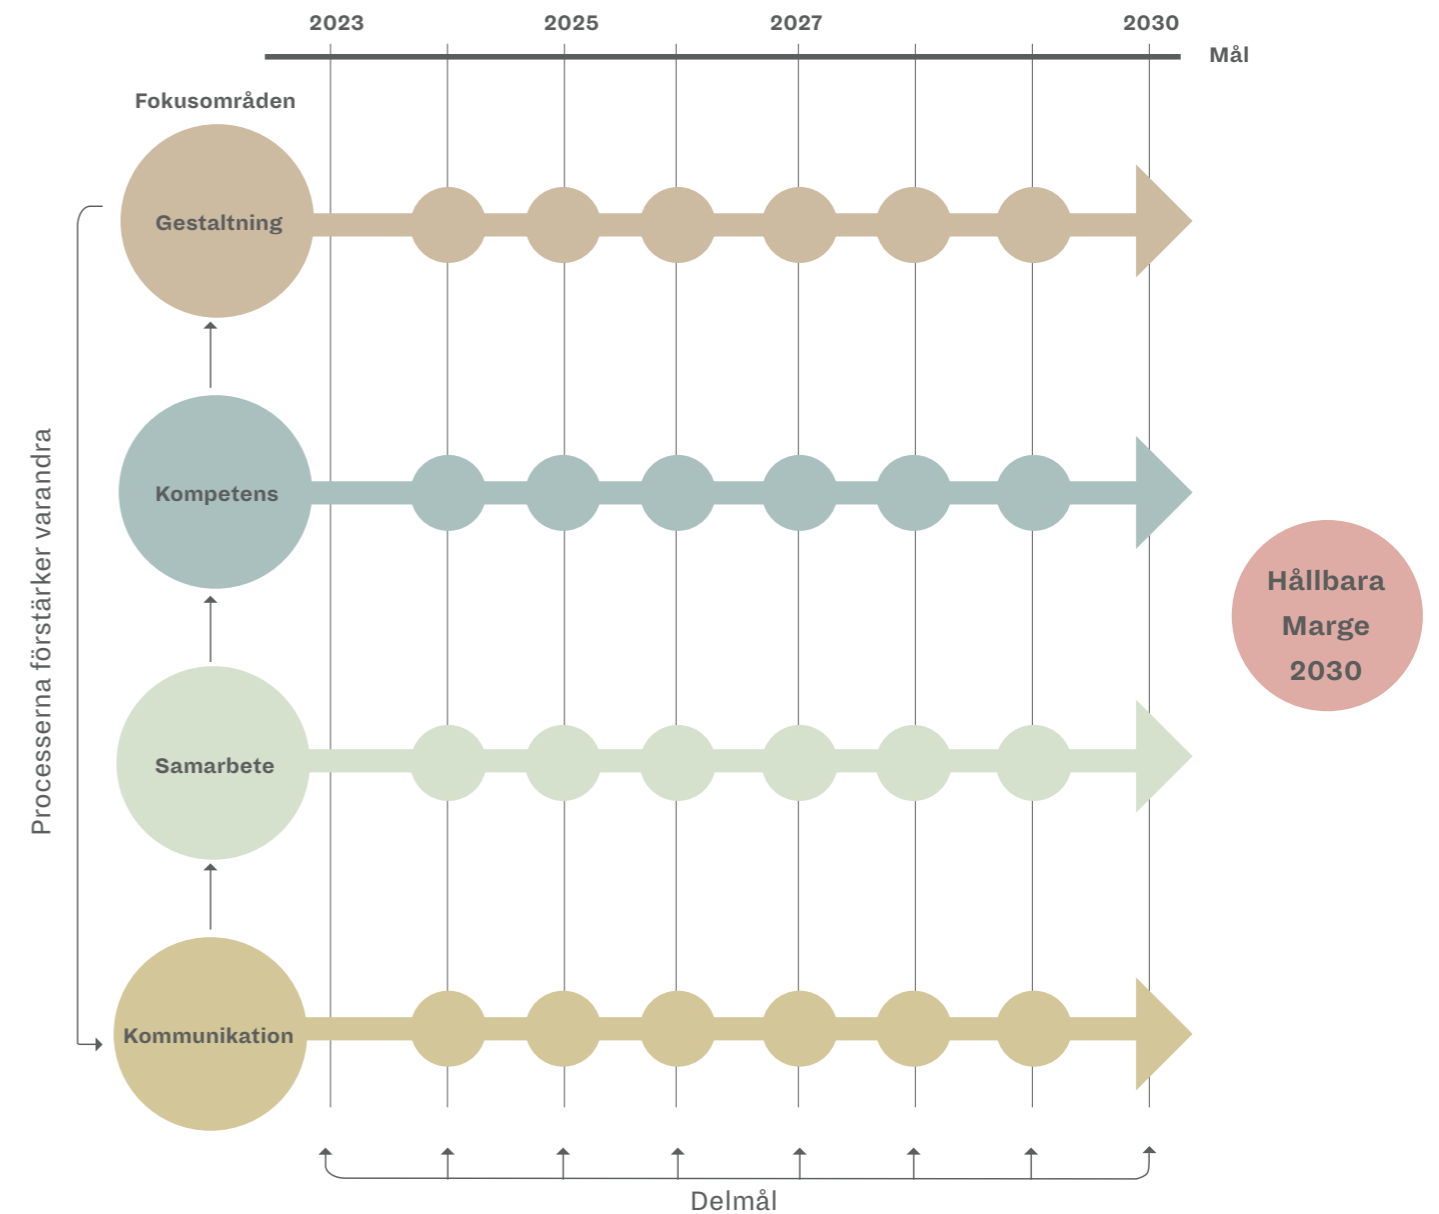 2023
2025
2027
2030
Mål
Fokusområden
Gestaltning
Kompetens
Samarbete
Kommunikation
Processerna förstärker varandra
Hållbara
Marge
2030
Delmål